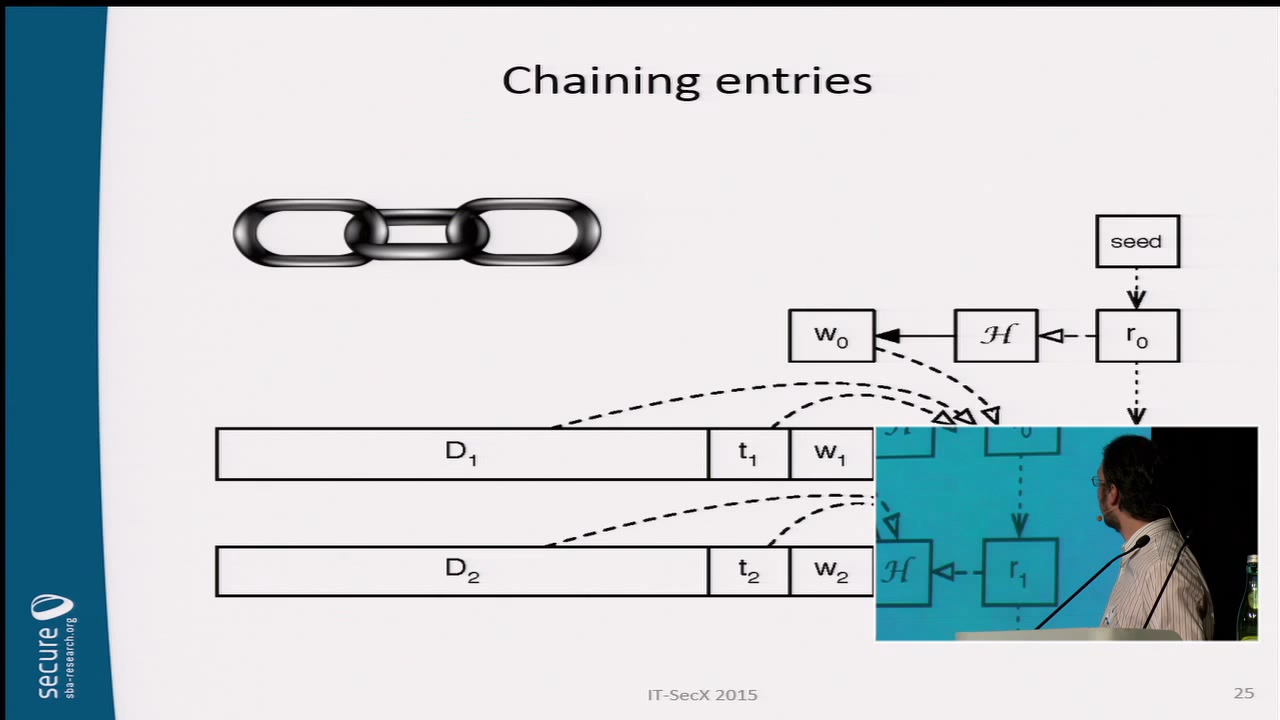 Chaining entries
seed
w₀ ℋ r₀
D₁ t₁ w₁
ℋ r₁
D₂ t₂ w₂
secure
sba-research.org
IT-SecX 2015
25